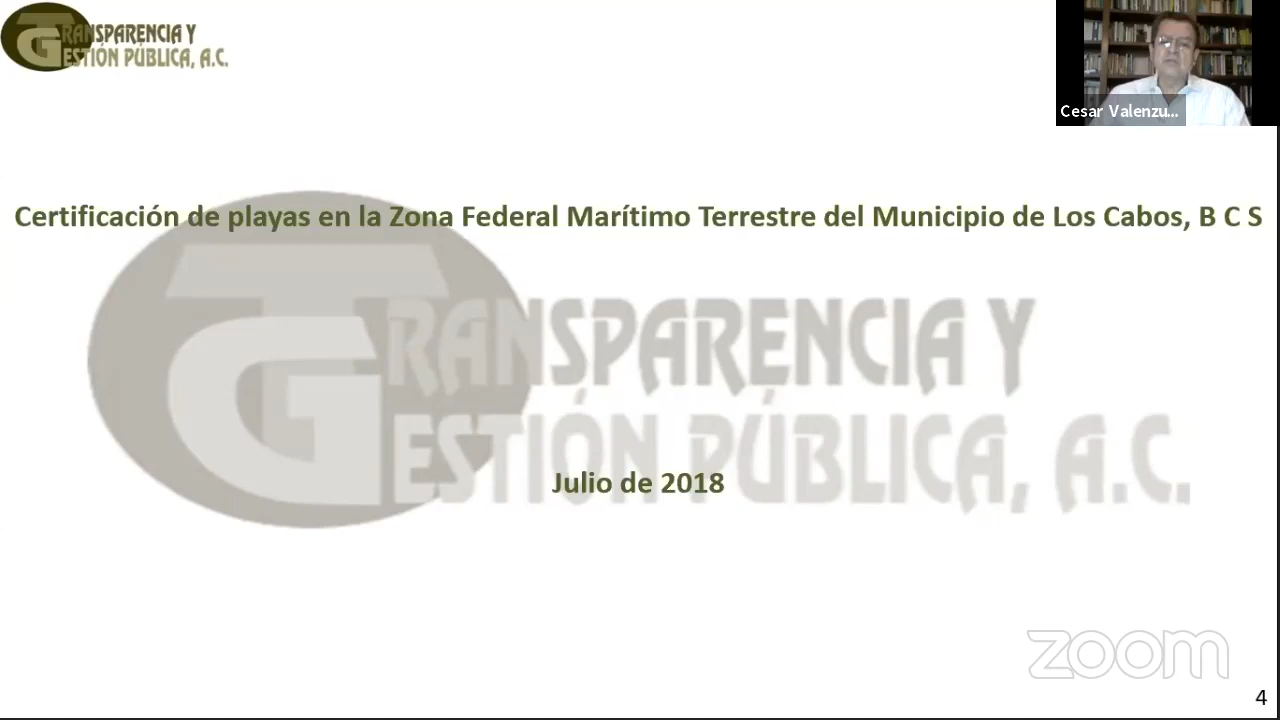 TRANSPARENCIA Y
GESTIÓN PÚBLICA, A.C.
Cesar Valenzu...
Certificación de playas en la Zona Federal Marítimo Terrestre del Municipio de Los Cabos, B C S
TRANSPARENCIA Y
GESTIÓN PÚBLICA, A.C.
Julio de 2018
zoom
4